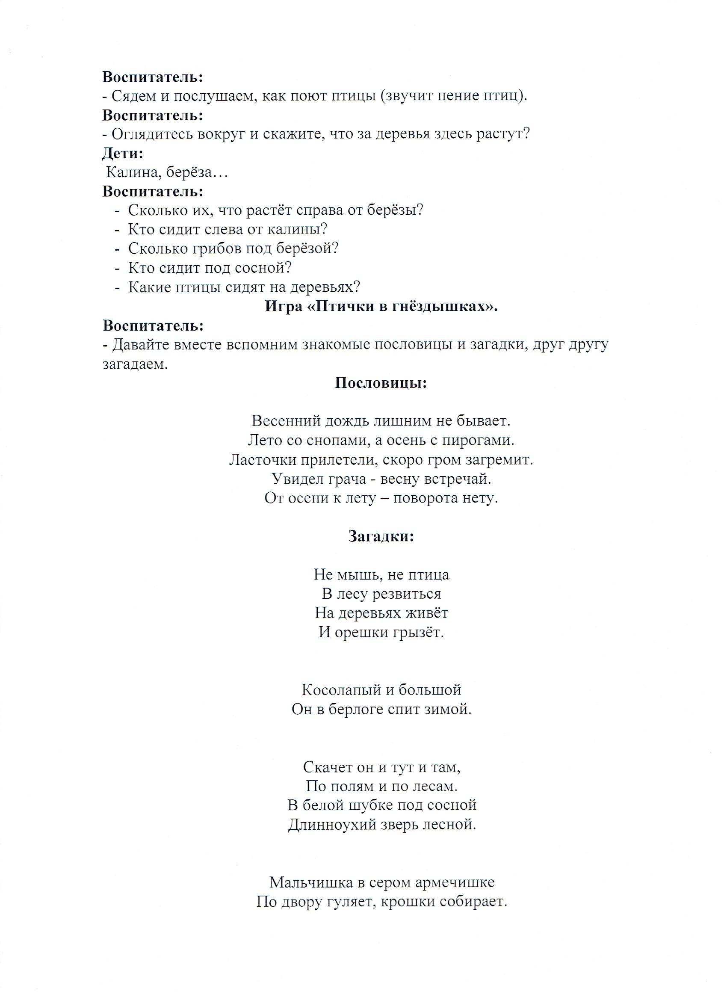 Воспитатель:
- Сядем и послушаем, как поют птицы (звучит пение птиц).
Воспитатель:
- Оглядитесь вокруг и скажите, что за деревья здесь растут?
Дети:
Калина, берёза…
Воспитатель:
- Сколько их, что растёт справа от берёзы?
- Кто сидит слева от калины?
- Сколько грибов под берёзой?
- Кто сидит под сосной?
- Какие птицы сидят на деревьях?
Игра «Птички в гнёздышках».
Воспитатель:
- Давайте вместе вспомним знакомые пословицы и загадки, друг другу
загадаем.
Пословицы:
Весенний дождь лишним не бывает.
Лето со снопами, а осень с пирогами.
Ласточки прилетели, скоро гром загремит.
Увидел грача - весну встречай.
От осени к лету – поворота нету.
Загадки:
Не мышь, не птица
В лесу резвиться
На деревьях живёт
И орешки грызёт.
Косолапый и большой
Он в берлоге спит зимой.
Скачет он и тут и там,
По полям и по лесам.
В белой шубке под сосной
Длинноухий зверь лесной.
Мальчишка в сером армечишке
По двору гуляет, крошки собирает.